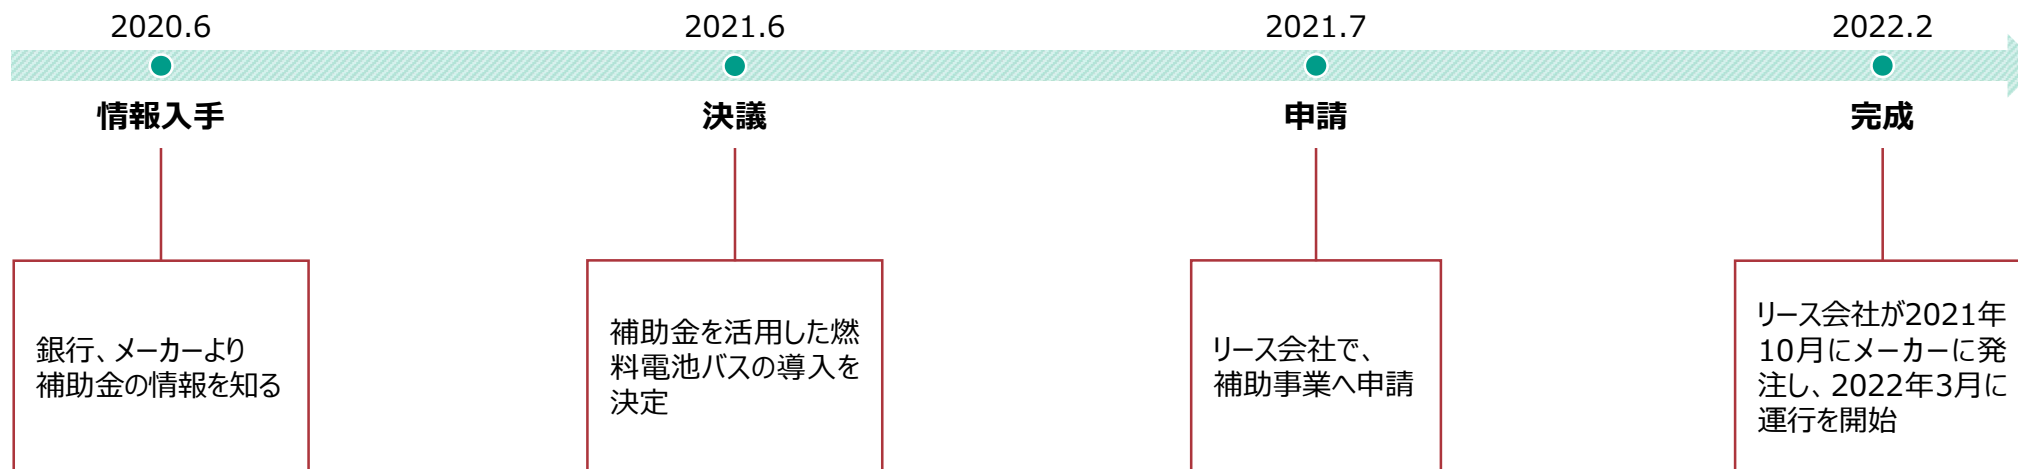 2020.6
2021.6
2021.7
2022.2
情報入手
決議
申請
完成
銀行、メーカーより
補助金の情報を知る
補助金を活用した燃
料電池バスの導入を
決定
リース会社で、
補助事業へ申請
リース会社が2021年
10月にメーカーに発
注し、2022年3月に
運行を開始